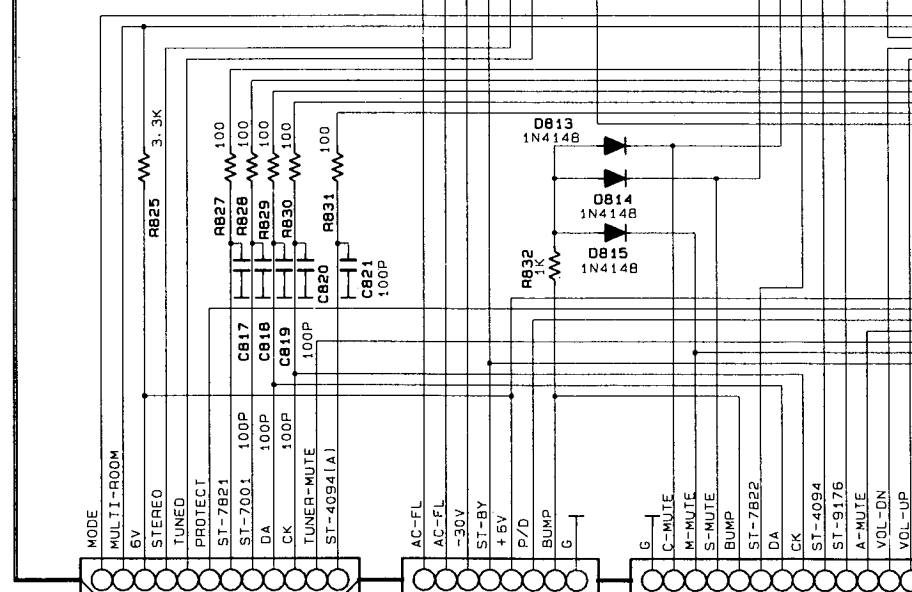 D813
1N4148
3.3K
100
100
100
100
100
R825
R827
R828
R829
R830
R831
D814
1N4148
D815
1N4148
R832
1K
C820
C821
100P
C817
C818
C819
100P
100P
100P
100P
MODE
MULTI-ROOM
6V
STEREO
TUNED
PROTECT
ST-7821
ST-7001
DA
CK
TUNER-MUTE
ST-4094(A)
AC-FL
AC-FL
-30V
ST-BY
+6V
P/D
BUMP
G
G
C-MUTE
M-MUTE
S-MUTE
BUMP
ST-7822
DA
CK
ST-4094
ST-9176
A-MUTE
VOL-DN
VOL-UP